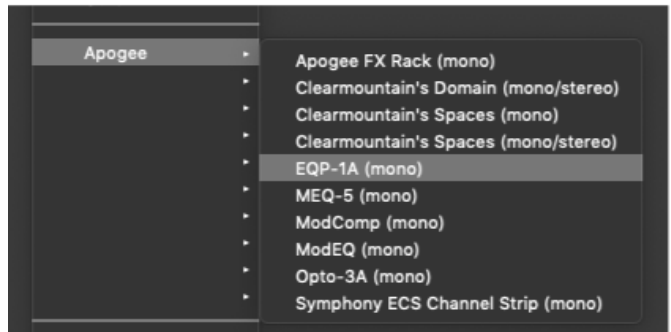 Apogee
Apogee FX Rack (mono)
Clearmountain's Domain (mono/stereo)
Clearmountain's Spaces (mono)
Clearmountain's Spaces (mono/stereo)
EQP-1A (mono)
MEQ-5 (mono)
ModComp (mono)
ModEQ (mono)
Opto-3A (mono)
Symphony ECS Channel Strip (mono)